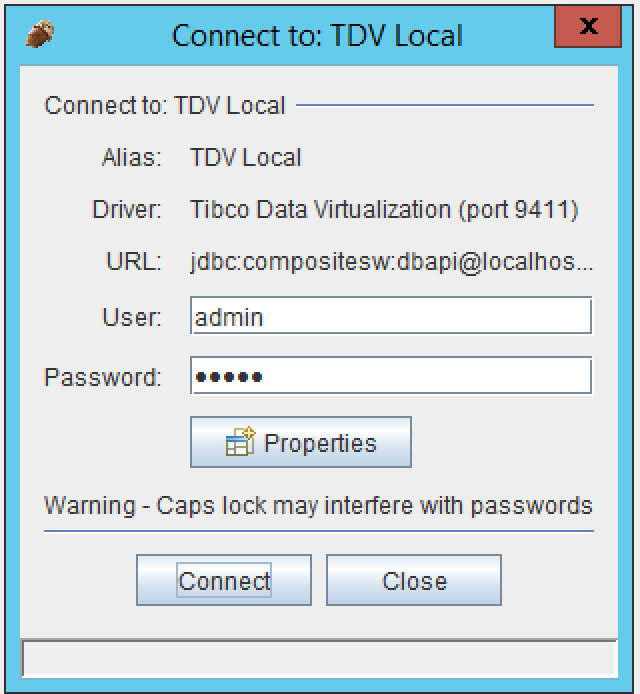 Connect to: TDV Local
x
Connect to: TDV Local
Alias: TDV Local
Driver: Tibco Data Virtualization (port 9411)
URL: jdbc:compositesw:dbapi@localhos...
User: admin
Password: •••••
Properties
Warning - Caps lock may interfere with passwords
Connect Close